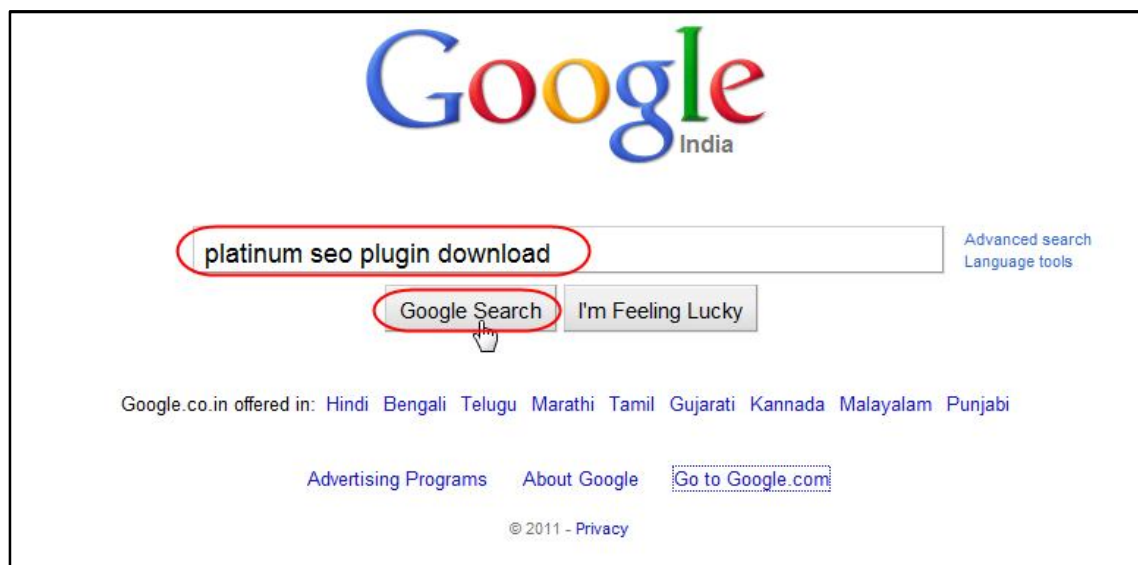 Google
India
platinum seo plugin download
Advanced search
Language tools
Google Search I'm Feeling Lucky
Google.co.in offered in: Hindi Bengali Telugu Marathi Tamil Gujarati Kannada Malayalam Punjabi
Advertising Programs About Google Go to Google.com
© 2011 - Privacy